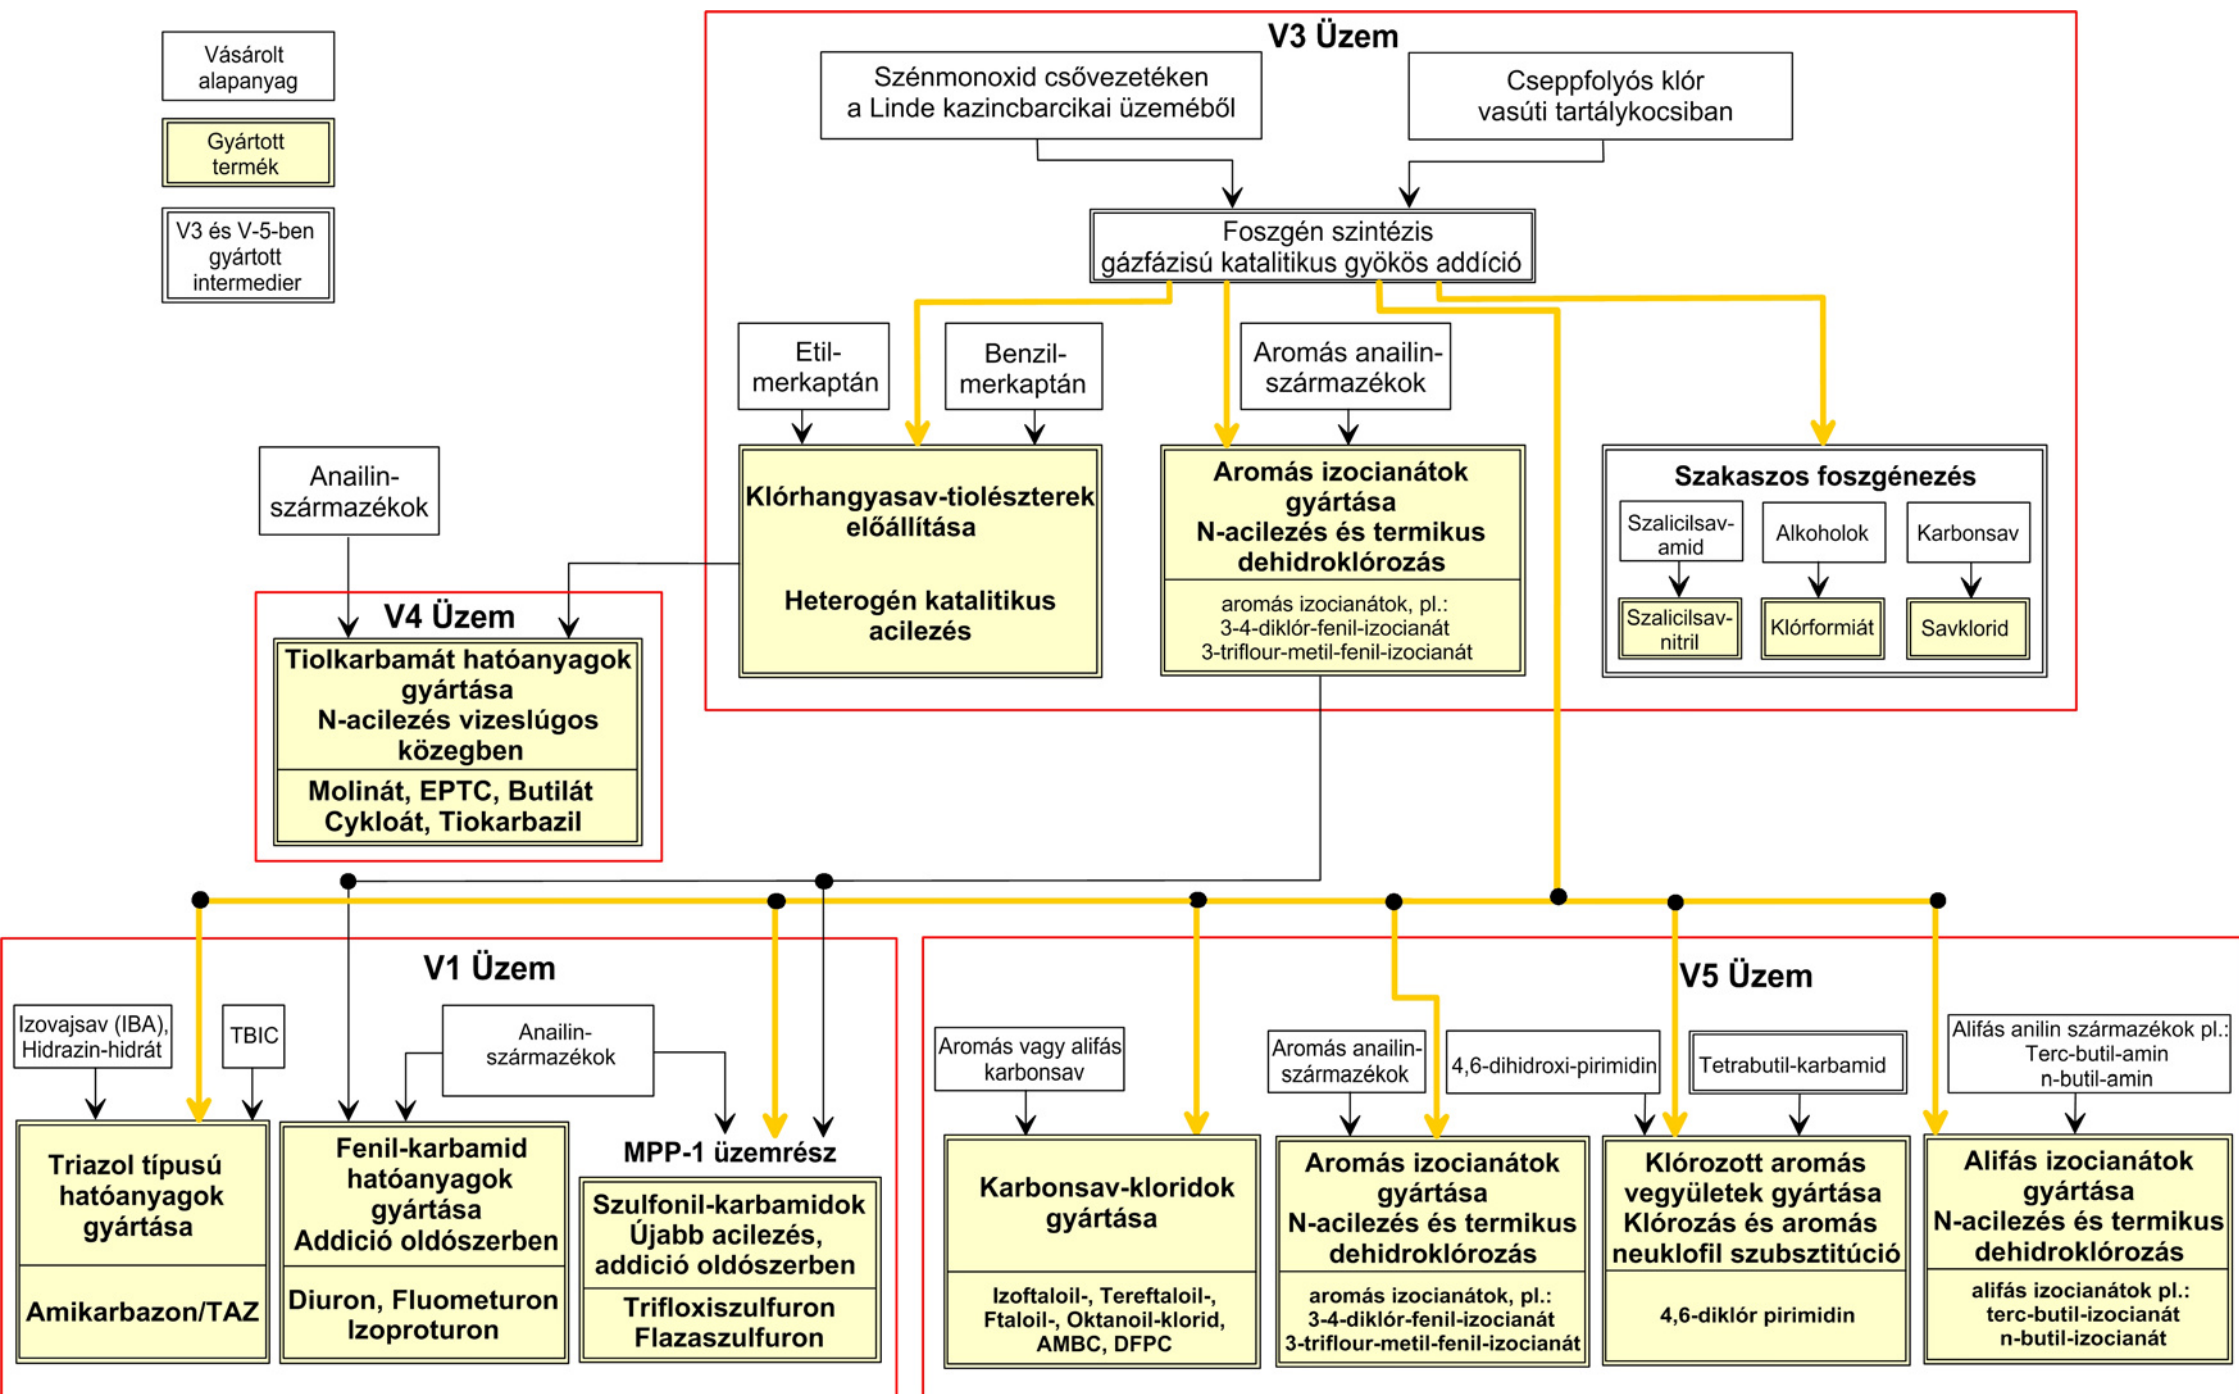 Vásárolt
alapanyag
Gyártott
termék
V3 és V-5-ben
gyártott
intermedier
V3 Üzem
Szénmonoxid csővezetéken
a Linde kazincbarcikai üzeméből
Cseppfolyós klór
vasúti tartálykocsiban
Foszgén szintézis
gázfázisú katalitikus gyökös addíció
Etil-
merkaptán
Benzil-
merkaptán
Aromás anailin-
származékok
Klórhangyasav-tiolészterek
előállítása
Heterogén katalitikus
acilezés
Aromás izocianátok
gyártása
N-acilezés és termikus
dehidroklórozás
aromás izocianátok, pl.:
3-4-diklór-fenil-izocianát
3-triflour-metil-fenil-izocianát
Szakaszos foszgénezés
Szalicilsav-
amid
Alkoholok
Karbonsav
Szalicilsav-
nitril
Klórformiát
Savklorid
Anailin-
származékok
V4 Üzem
Tiolkarbamát hatóanyagok
gyártása
N-acilezés vizeslúgos
közegben
Molinát, EPTC, Butilát
Cykloát, Tiokarbazil
V1 Üzem
Izovajsav (IBA),
Hidrazin-hidrát
TBIC
Anailin-
származékok
Triazol típusú
hatóanyagok
gyártása
Amikarbazon/TAZ
Fenil-karbamid
hatóanyagok
gyártása
Addició oldószerben
Diuron, Fluometuron
Izoproturon
MPP-1 üzemrész
Szulfonil-karbamidok
Újabb acilezés,
addició oldószerben
Trifloxiszulfuron
Flazaszulfuron
V5 Üzem
Aromás vagy alifás
karbonsav
Aromás anailin-
származékok
4,6-dihidroxi-pirimidin
Tetrabutil-karbamid
Alifás anilin származékok pl.:
Terc-butil-amin
n-butil-amin
Karbonsav-kloridok
gyártása
Izoftaloil-, Tereftaloil-,
Ftaloil-, Oktanoil-klorid,
AMBC, DFPC
Aromás izocianátok
gyártása
N-acilezés és termikus
dehidroklórozás
aromás izocianátok, pl.:
3-4-diklór-fenil-izocianát
3-triflour-metil-fenil-izocianát
Klórozott aromás
vegyületek gyártása
Klórozás és aromás
neuklofil szubsztitúció
4,6-diklór pirimidin
Alifás izocianátok
gyártása
N-acilezés és termikus
dehidroklórozás
alifás izocianátok pl.:
terc-butil-izocianát
n-butil-izocianát